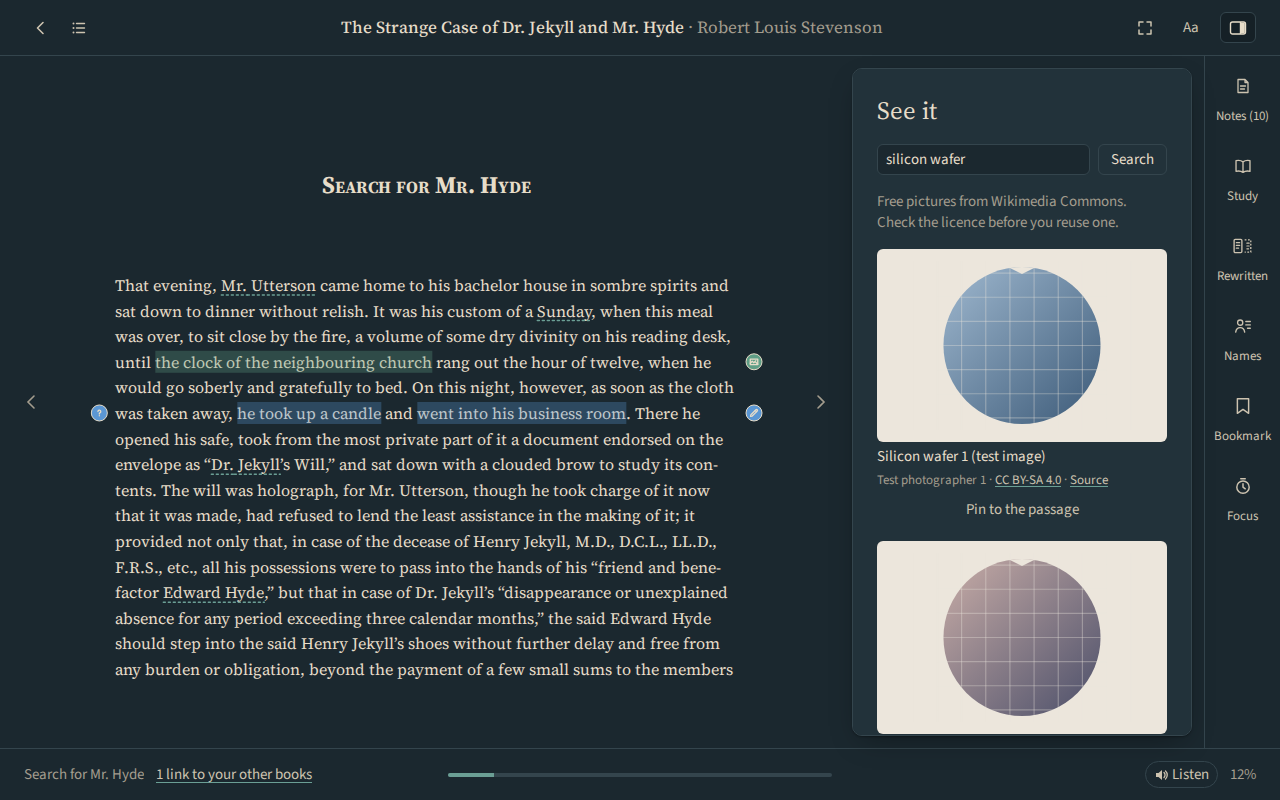 The Strange Case of Dr. Jekyll and Mr. Hyde · Robert Louis Stevenson
Aa
Search for Mr. Hyde
That evening, Mr. Utterson came home to his bachelor house in sombre spirits and
sat down to dinner without relish. It was his custom of a Sunday, when this meal
was over, to sit close by the fire, a volume of some dry divinity on his reading desk,
until the clock of the neighbouring church rang out the hour of twelve, when he
would go soberly and gratefully to bed. On this night, however, as soon as the cloth
was taken away, he took up a candle and went into his business room. There he
opened his safe, took from the most private part of it a document endorsed on the
envelope as “Dr. Jekyll’s Will,” and sat down with a clouded brow to study its con-
tents. The will was holograph, for Mr. Utterson, though he took charge of it now
that it was made, had refused to lend the least assistance in the making of it; it
provided not only that, in case of the decease of Henry Jekyll, M.D., D.C.L., LL.D.,
F.R.S., etc., all his possessions were to pass into the hands of his “friend and bene-
factor Edward Hyde,” but that in case of Dr. Jekyll’s “disappearance or unexplained
absence for any period exceeding three calendar months,” the said Edward Hyde
should step into the said Henry Jekyll’s shoes without further delay and free from
any burden or obligation, beyond the payment of a few small sums to the members
See it
silicon wafer
Search
Free pictures from Wikimedia Commons.
Check the licence before you reuse one.
Silicon wafer 1 (test image)
Test photographer 1 · CC BY-SA 4.0 · Source
Pin to the passage
Notes (10)
Study
Rewritten
Names
Bookmark
Focus
Search for Mr. Hyde
1 link to your other books
Listen
12%